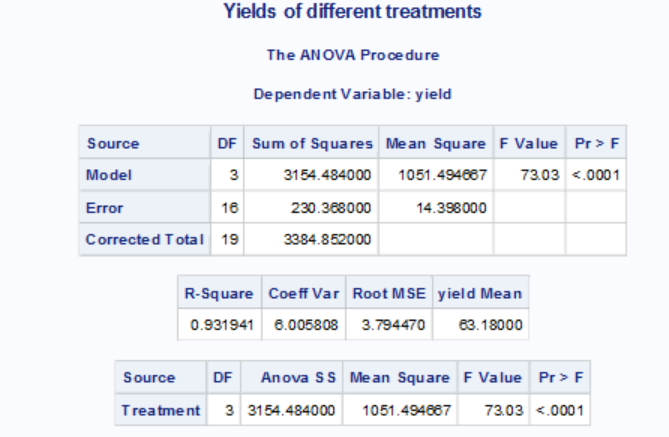 Yields of different treatments
The ANOVA Procedure
Dependent Variable: yield
Source DF Sum of Squares Mean Square F Value Pr > F
Model 3 3154.484000 1051.494667 73.03 <.0001
Error 16 230.368000 14.398000
Corrected Total 19 3384.852000
R-Square Coeff Var Root MSE yield Mean
0.931941 6.005808 3.794470 63.18000
Source DF Anova SS Mean Square F Value Pr > F
Treatment 3 3154.484000 1051.494667 73.03 <.0001